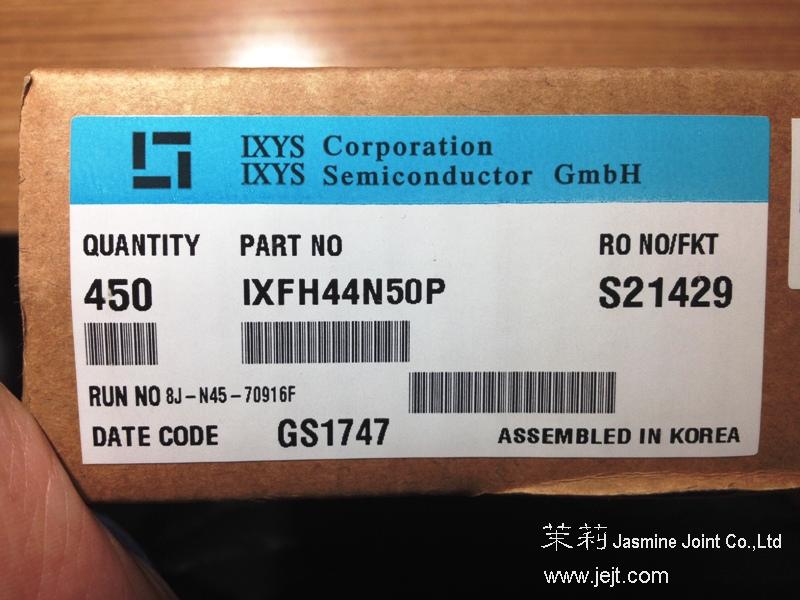 IXYS Corporation
IXYS Semiconductor GmbH
QUANTITY PART NO RO NO/FKT
450 IXFH44N50P S21429
RUN NO 8J-N45-70916F
DATE CODE GS1747 ASSEMBLED IN KOREA
茉莉 Jasmine Joint Co.,Ltd
www.jejt.com